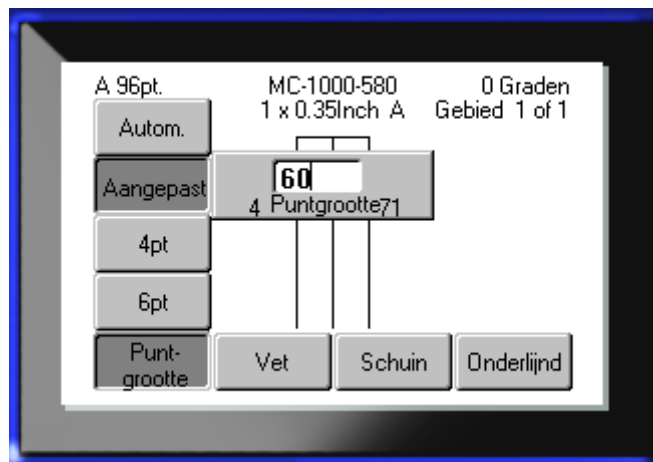 A 96pt. MC-1000-580 0 Graden
1 x 0.35Inch A Gebied 1 of 1
Autom.
Aangepast
60
4 Puntgrootte71
4pt
6pt
Punt-
grootte
Vet Schuin Onderlijnd